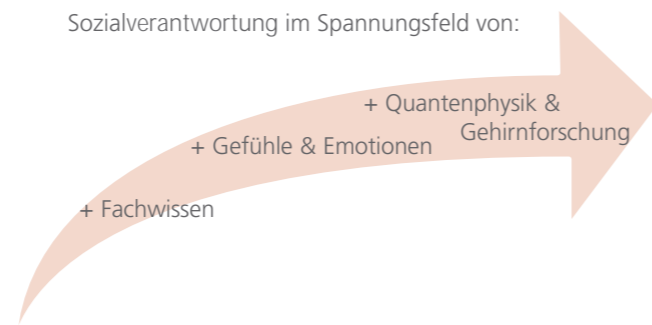 Sozialverantwortung im Spannungsfeld von:
+ Quantenphysik &
Gehirnforschung
+ Gefühle & Emotionen
+ Fachwissen